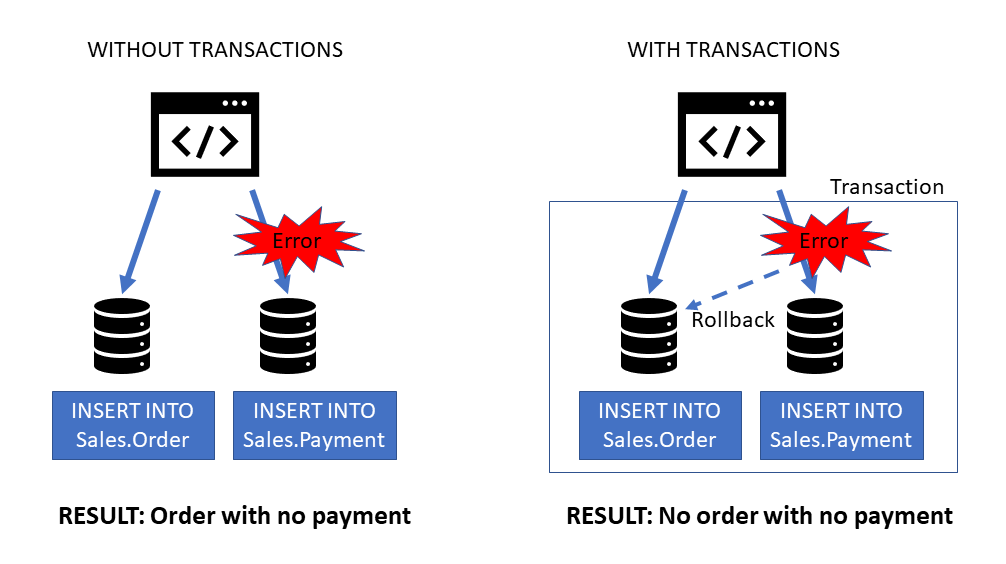 WITHOUT TRANSACTIONS
</>
Error
INSERT INTO
Sales.Order
INSERT INTO
Sales.Payment
RESULT: Order with no payment
WITH TRANSACTIONS
</>
Transaction
Error
Rollback
INSERT INTO
Sales.Order
INSERT INTO
Sales.Payment
RESULT: No order with no payment